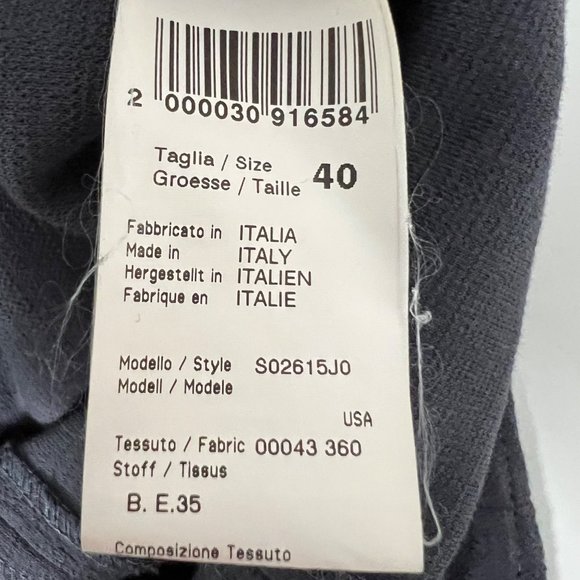 2 000030 916584
Taglia / Size
Groesse / Taille 40
Fabbricato in ITALIA
Made in ITALY
Hergestellt in ITALIEN
Fabrique en ITALIE
Modello / Style S02615J0
Modell / Modele
USA
Tessuto / Fabric 00043 360
Stoff / Tissus
B. E.35
Composizione Tessuto